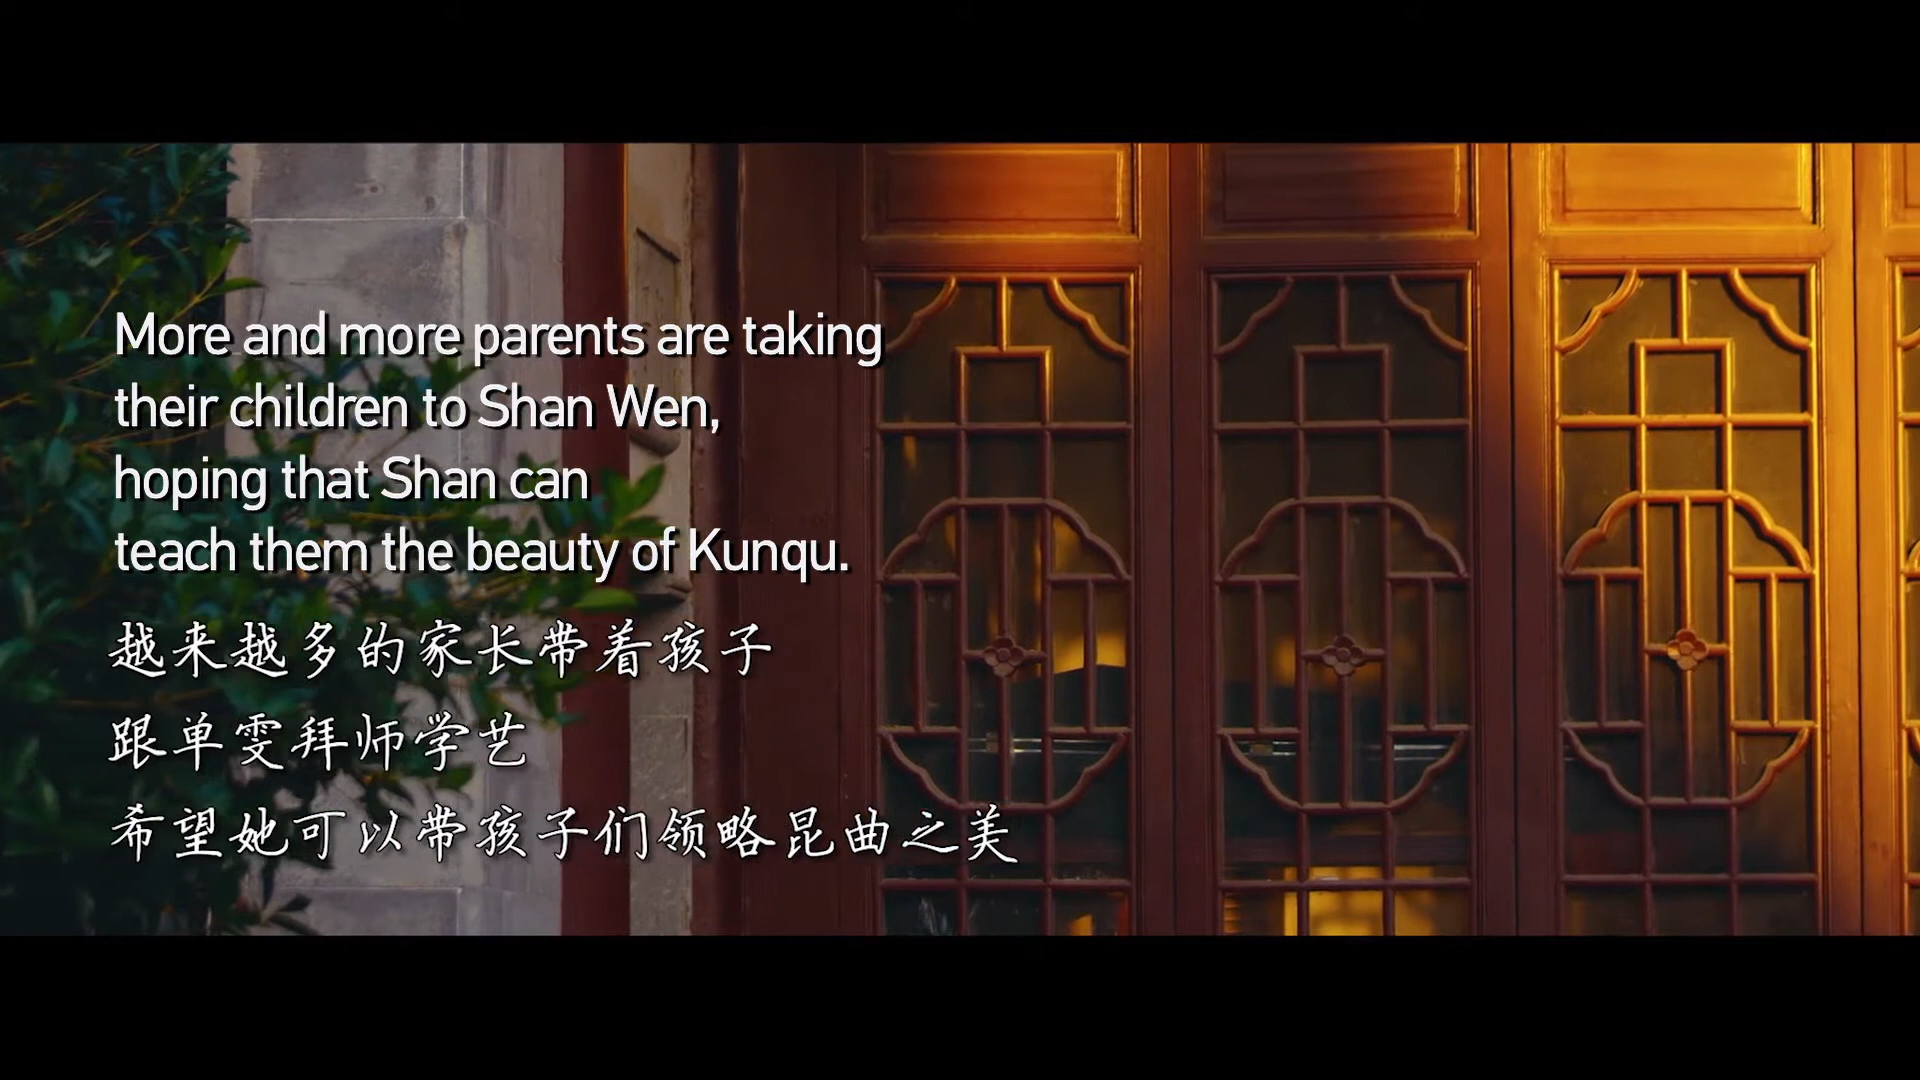 More and more parents are taking
their children to Shan Wen,
hoping that Shan can
teach them the beauty of Kunqu.
越来越多的家长带着孩子
跟单雯拜师学艺
希望她可以带孩子们领略昆曲之美